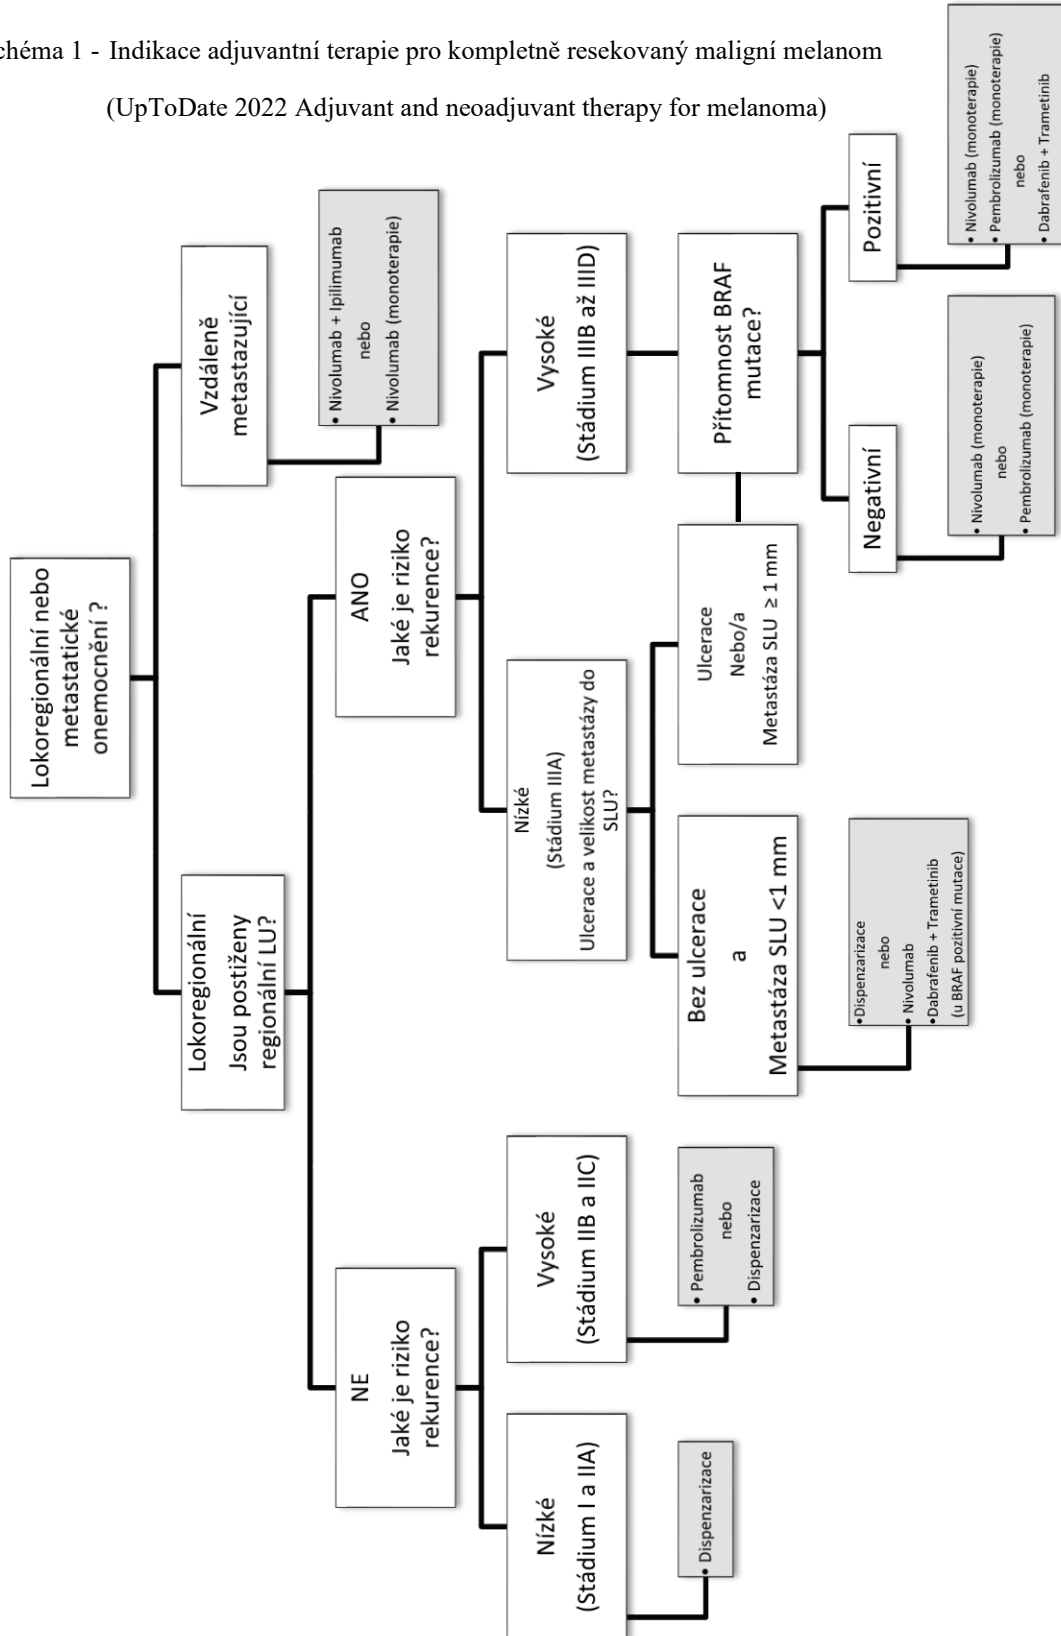 chéma 1 - Indikace adjuvantní terapie pro kompletně resekovaný maligní melanom
(UpToDate 2022 Adjuvant and neoadjuvant therapy for melanoma)
Lokoregionální nebo
metastatické
onemocnění ?
Lokoregionální
Jsou postiženy
regionální LU?
Vzdáleně
metastazující
• Nivolumab + Ipilimumab
nebo
• Nivolumab (monoterapie)
NE
Jaké je riziko
rekurence?
ANO
Jaké je riziko
rekurence?
Nízké
(Stádium I a IIA)
• Dispenzarizace
Vysoké
(Stádium IIB a IIC)
• Pembrolizumab
nebo
• Dispenzarizace
Nízké
(Stádium IIIA)
Ulcerace a velikost metastázy do
SLU?
Vysoké
(Stádium IIIB až IIID)
Bez ulcerace
a
Metastáza SLU <1 mm
•Dispenzarizace
nebo
• Nivolumab
•Dabrafenib + Trametinib
(u BRAF pozitivní mutace)
Ulcerace
Nebo/a
Metastáza SLU ≥ 1 mm
Přítomnost BRAF
mutace?
Negativní
• Nivolumab (monoterapie)
nebo
• Pembrolizumab (monoterapie)
Pozitivní
• Nivolumab (monoterapie)
• Pembrolizumab (monoterapie)
nebo
• Dabrafenib + Trametinib